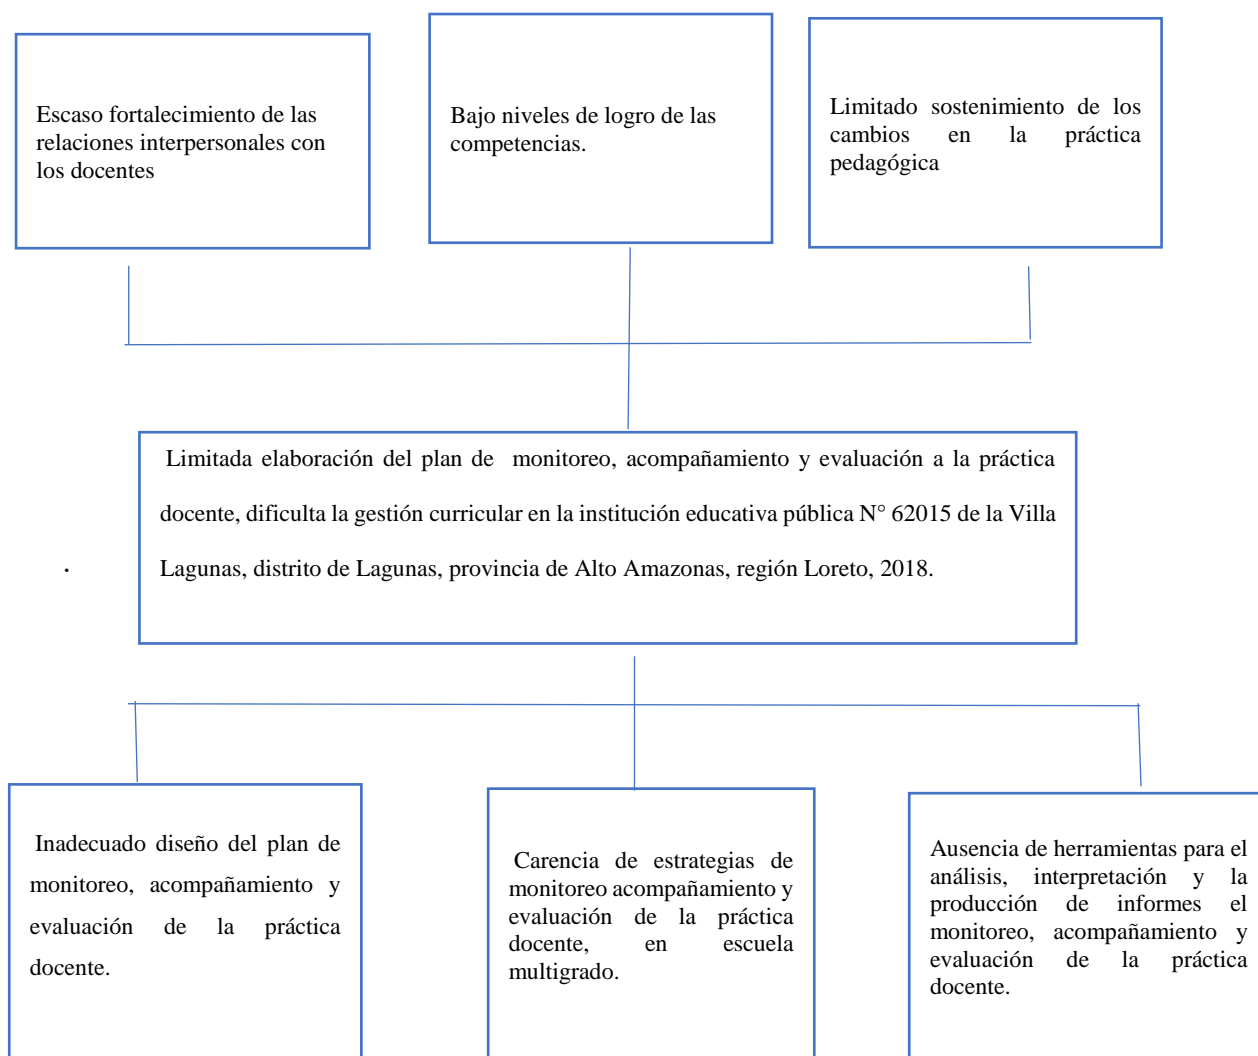 Escaso fortalecimiento de las
relaciones interpersonales con
los docentes
Bajo niveles de logro de las
competencias.
Limitado sostenimiento de los
cambios en la práctica
pedagógica
Limitada elaboración del plan de monitoreo, acompañamiento y evaluación a la práctica
docente, dificulta la gestión curricular en la institución educativa pública N° 62015 de la Villa
Lagunas, distrito de Lagunas, provincia de Alto Amazonas, región Loreto, 2018.
.
Inadecuado diseño del plan de
monitoreo, acompañamiento y
evaluación de la práctica
docente.
Carencia de estrategias de
monitoreo acompañamiento y
evaluación de la práctica
docente, en escuela
multigrado.
Ausencia de herramientas para el
análisis, interpretación y la
producción de informes el
monitoreo, acompañamiento y
evaluación de la práctica
docente.